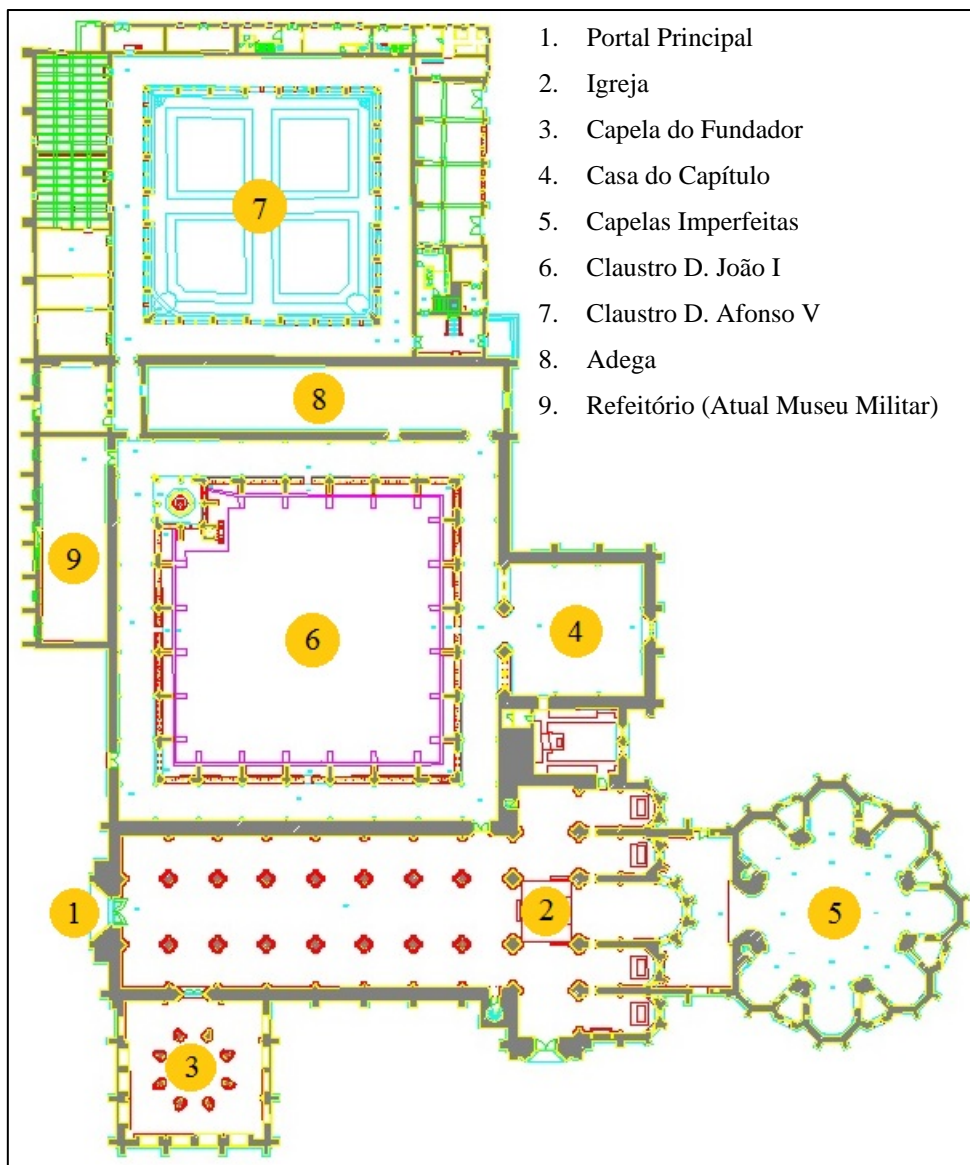 1. Portal Principal
2. Igreja
3. Capela do Fundador
4. Casa do Capítulo
5. Capelas Imperfeitas
6. Claustro D. João I
7. Claustro D. Afonso V
8. Adega
9. Refeitório (Atual Museu Militar)
7
8
9
6
4
1
2
5
3